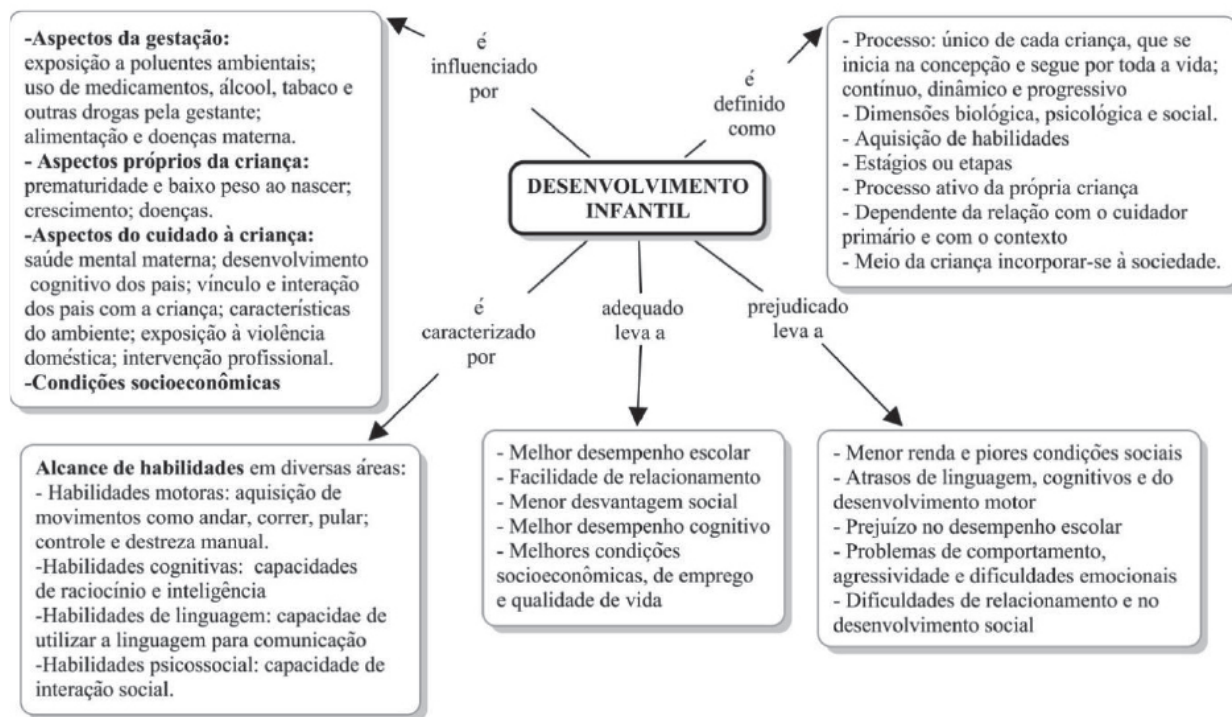 -Aspectos da gestação:
exposição a poluentes ambientais;
uso de medicamentos, álcool, tabaco e
outras drogas pela gestante;
alimentação e doenças materna.
- Aspectos próprios da criança:
prematuridade e baixo peso ao nascer;
crescimento; doenças.
-Aspectos do cuidado à criança:
saúde mental materna; desenvolvimento
cognitivo dos pais; vínculo e interação
dos pais com a criança; características
do ambiente; exposição à violência
doméstica; intervenção profissional.
-Condições socioeconômicas
é
influenciado
por
é
definido
como
- Processo: único de cada criança, que se
inicia na concepção e segue por toda a vida;
contínuo, dinâmico e progressivo
- Dimensões biológica, psicológica e social.
- Aquisição de habilidades
- Estágios ou etapas
- Processo ativo da própria criança
- Dependente da relação com o cuidador
primário e com o contexto
- Meio da criança incorporar-se à sociedade.
DESENVOLVIMENTO
INFANTIL
é
caracterizado
por
adequado
leva a
prejudicado
leva a
Alcance de habilidades em diversas áreas:
- Habilidades motoras: aquisição de
movimentos como andar, correr, pular;
controle e destreza manual.
-Habilidades cognitivas: capacidades
de raciocínio e inteligência
-Habilidades de linguagem: capacidae de
utilizar a linguagem para comunicação
-Habilidades psicossocial: capacidade de
interação social.
- Melhor desempenho escolar
- Facilidade de relacionamento
- Menor desvantagem social
- Melhor desempenho cognitivo
- Melhores condições
socioeconômicas, de emprego
e qualidade de vida
- Menor renda e piores condições sociais
- Atrasos de linguagem, cognitivos e do
desenvolvimento motor
- Prejuízo no desempenho escolar
- Problemas de comportamento,
agressividade e dificuldades emocionais
- Dificuldades de relacionamento e no
desenvolvimento social